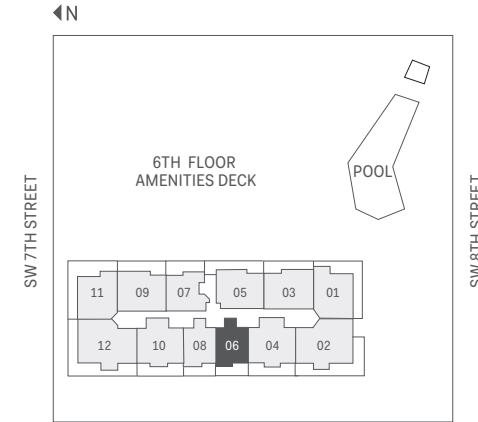 N
6TH FLOOR
AMENITIES DECK
POOL
SW 7TH STREET
SW 8TH STREET
11 09 07 05 03 01
12 10 08 06 04 02